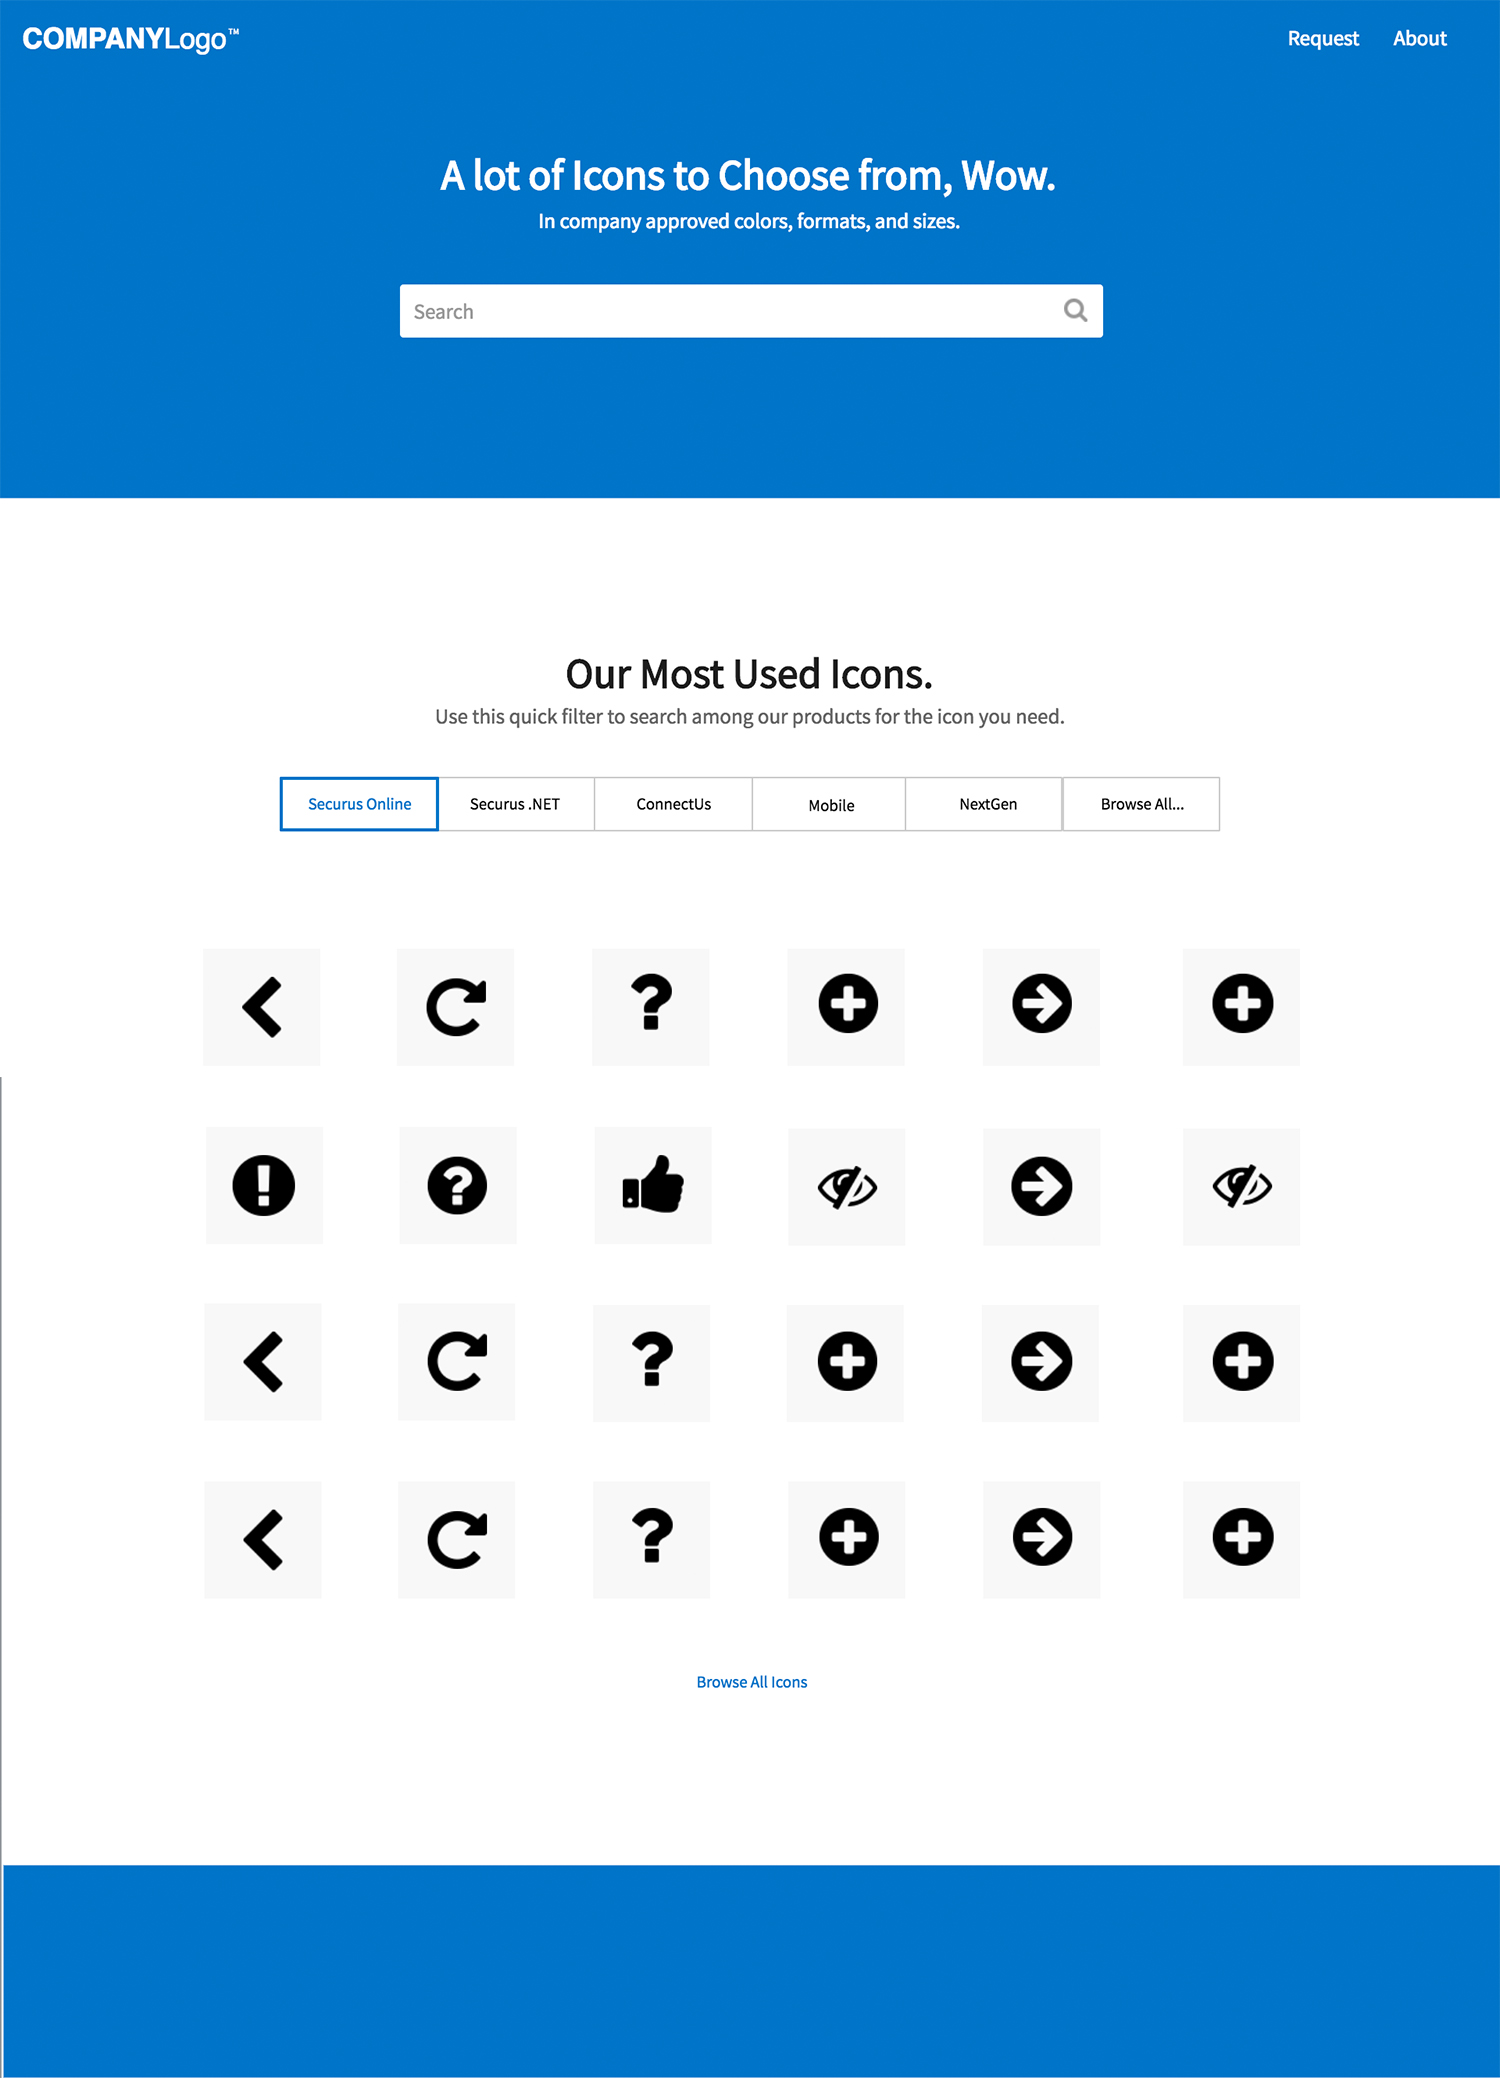 COMPANYLogo™
Request About
A lot of Icons to Choose from, Wow.
In company approved colors, formats, and sizes.
Search
Our Most Used Icons.
Use this quick filter to search among our products for the icon you need.
Securus Online Securus .NET ConnectUs Mobile NextGen Browse All...
Browse All Icons